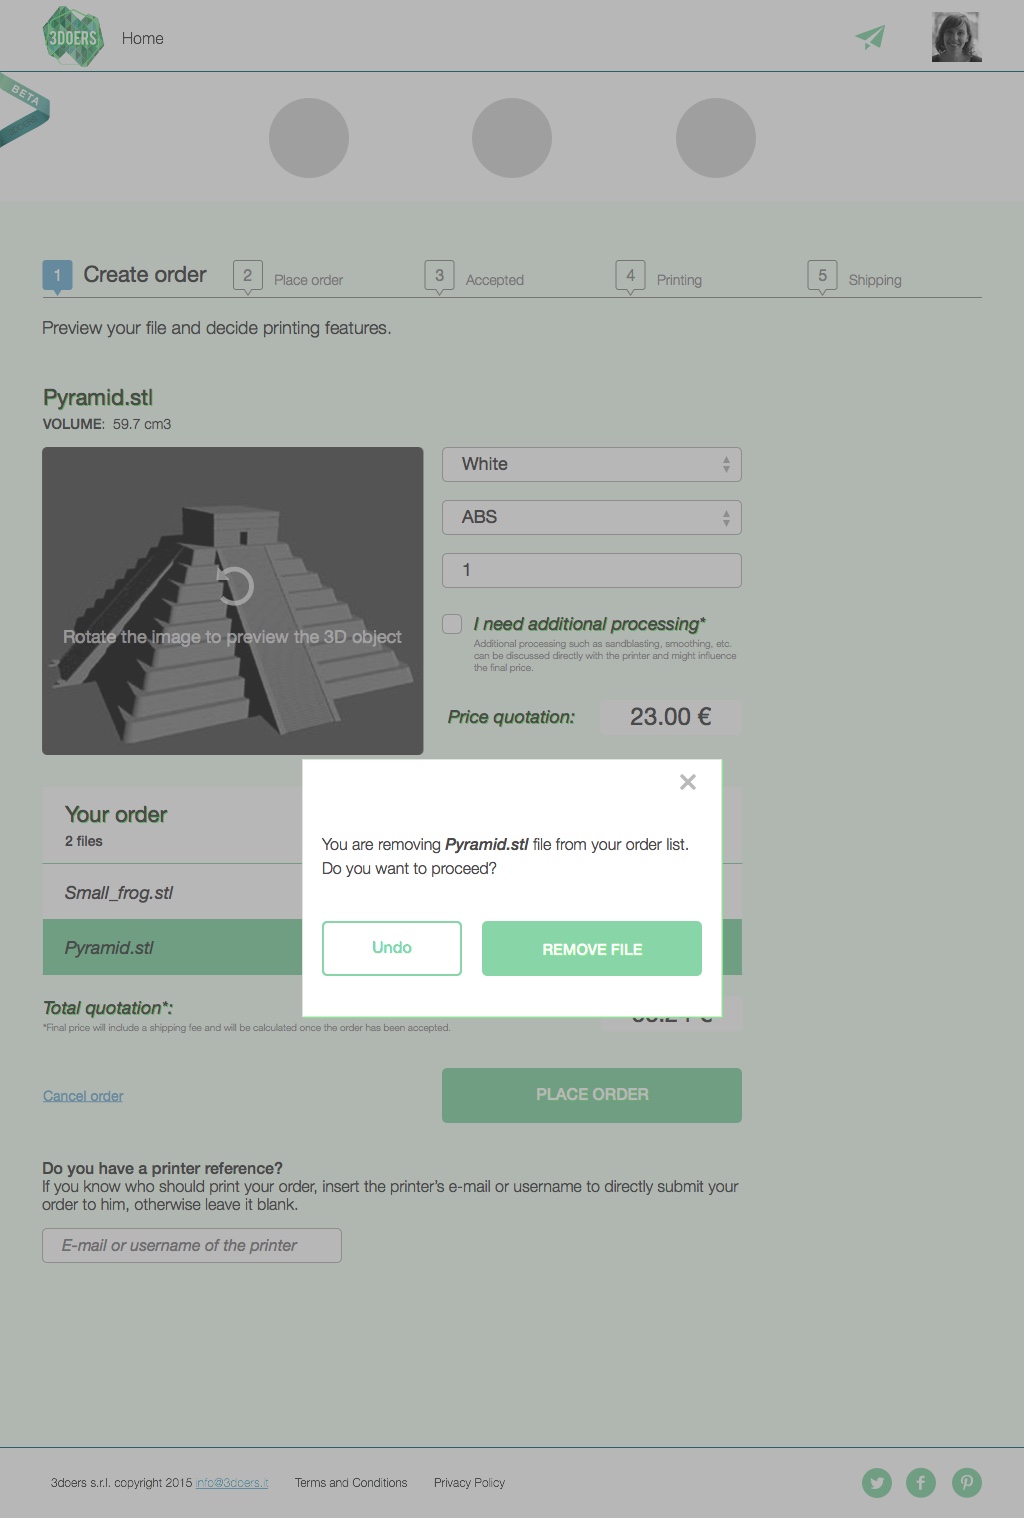 3DOERS
Home
BETA
1 Create order
2 Place order
3 Accepted
4 Printing
5 Shipping
Preview your file and decide printing features.
Pyramid.stl
VOLUME: 59.7 cm3
Rotate the image to preview the 3D object
White
ABS
1
I need additional processing*
Additional processing such as sandblasting, smoothing, etc.
can be discussed directly with the printer and might influence
the final price.
Price quotation: 23.00 €
Your order
2 files
Small_frog.stl
Pyramid.stl
You are removing Pyramid.stl file from your order list.
Do you want to proceed?
Undo
REMOVE FILE
Total quotation*:
*Final price will include a shipping fee and will be calculated once the order has been accepted.
Cancel order
PLACE ORDER
Do you have a printer reference?
If you know who should print your order, insert the printer's e-mail or username to directly submit your
order to him, otherwise leave it blank.
E-mail or username of the printer
3doers s.r.l. copyright 2015 info@3doers.it
Terms and Conditions
Privacy Policy